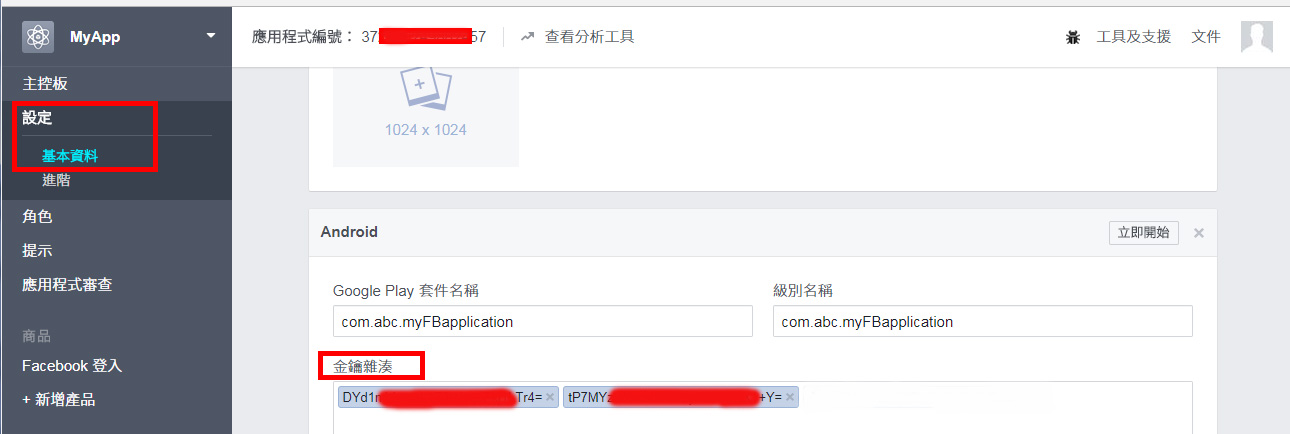 MyApp
應用程式編號： 37 57
查看分析工具
工具及支援
文件
主控板
設定
基本資料
進階
角色
提示
應用程式審查
商品
Facebook 登入
+ 新增產品
1024 x 1024
Android
立即開始 ×
Google Play 套件名稱
級別名稱
com.abc.myFBapplication
com.abc.myFBapplication
金鑰雜湊
DYd1 Tr4= ×
tP7MY +Y= ×